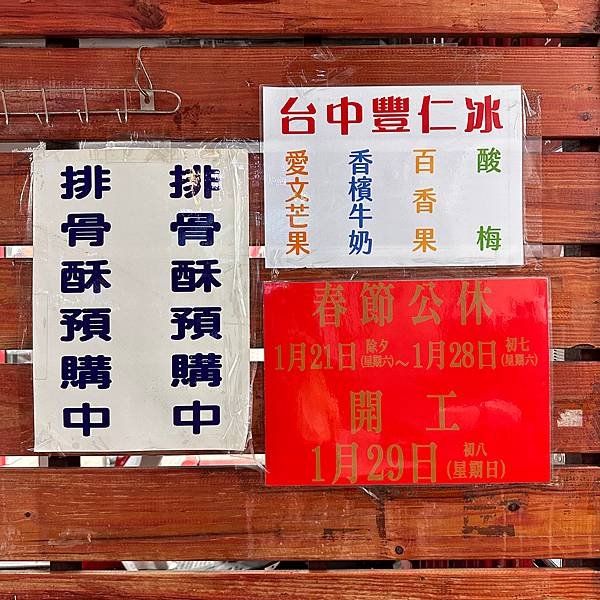 排骨酥預購中
排骨酥預購中
台中豐仁冰
愛文芒果
香檳牛奶
百香果
酸梅
春節公休
1月21日除夕(星期六)～1月28日初七(星期六)
開工
1月29日初八(星期日)